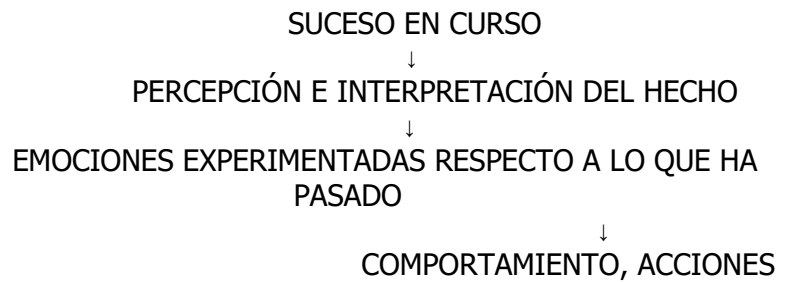 SUCESO EN CURSO
↓
PERCEPCIÓN E INTERPRETACIÓN DEL HECHO
↓
EMOCIONES EXPERIMENTADAS RESPECTO A LO QUE HA
PASADO
↓
COMPORTAMIENTO, ACCIONES